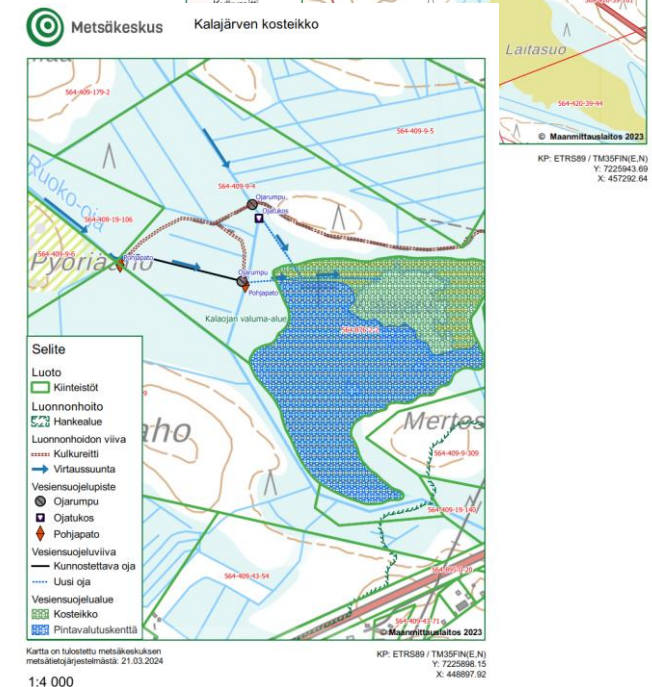 Metsäkeskus
Kalajärven kosteikko
564-409-179-2
564-409-9-5
Ruoko-oja
564-409-9-4
Ojarumpu
Ojatukos
564-409-19-106
564-409-9-6
Pyöriäaho
Pohjapato
Ojarumpu
Pohjapato
Kalaojan valuma-alue
Mertos
564-409-9-309
564-409-19-140
564-409-43-54
564-409-43-71
© Maanmittauslaitos 2023
Selite
Luoto
Kiinteistöt
Luonnonhoito
Hankealue
Luonnonhoidon viiva
Kulkureitti
Virtaussuunta
Vesiensuojelupiste
Ojarumpu
Ojatukos
Pohjapato
Vesiensuojeluviiva
Kunnostettava oja
Uusi oja
Vesiensuojelualue
Kosteikko
Pintavalutuskenttä
Kartta on tulostettu metsäkeskuksen
metsätietojärjestelmästä: 21.03.2024
1:4 000
KP: ETRS89 / TM35FIN(E,N)
Y: 7225898.15
X: 448897.92
Laitasuo
564-420-39-44
© Maanmittauslaitos 2023
KP: ETRS89 / TM35FIN(E,N)
Y: 7225943.69
X: 457292.64